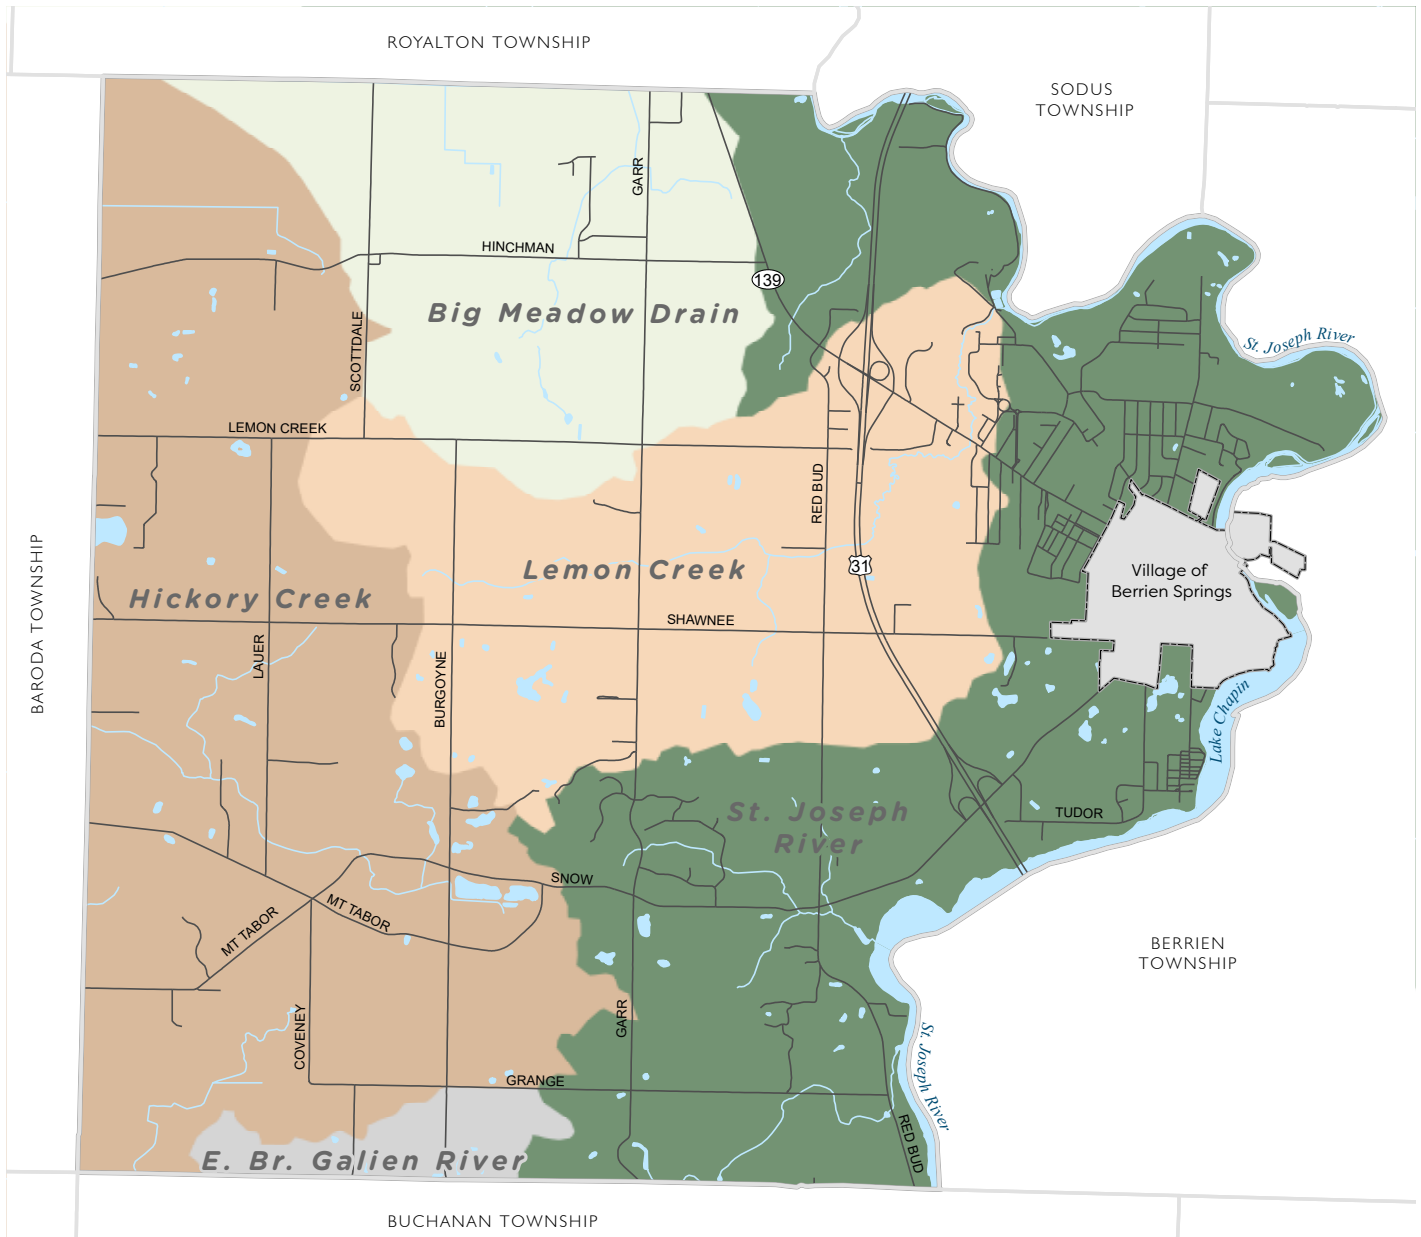 ROYALTON TOWNSHIP
SODUS
TOWNSHIP
GARR
HINCHMAN
139
Big Meadow Drain
SCOTTDALE
St. Joseph River
LEMON CREEK
RED BUD
31
Lemon Creek
Village of
Berrien Springs
Hickory Creek
BARODA TOWNSHIP
SHAWNEE
LAUER
BURGOYNE
Lake Chapin
St. Joseph
River
TUDOR
SNOW
MT TABOR
MT TABOR
BERRIEN
TOWNSHIP
GARR
COVENEY
St. Joseph River
GRANGE
RED BUD
E. Br. Galien River
BUCHANAN TOWNSHIP